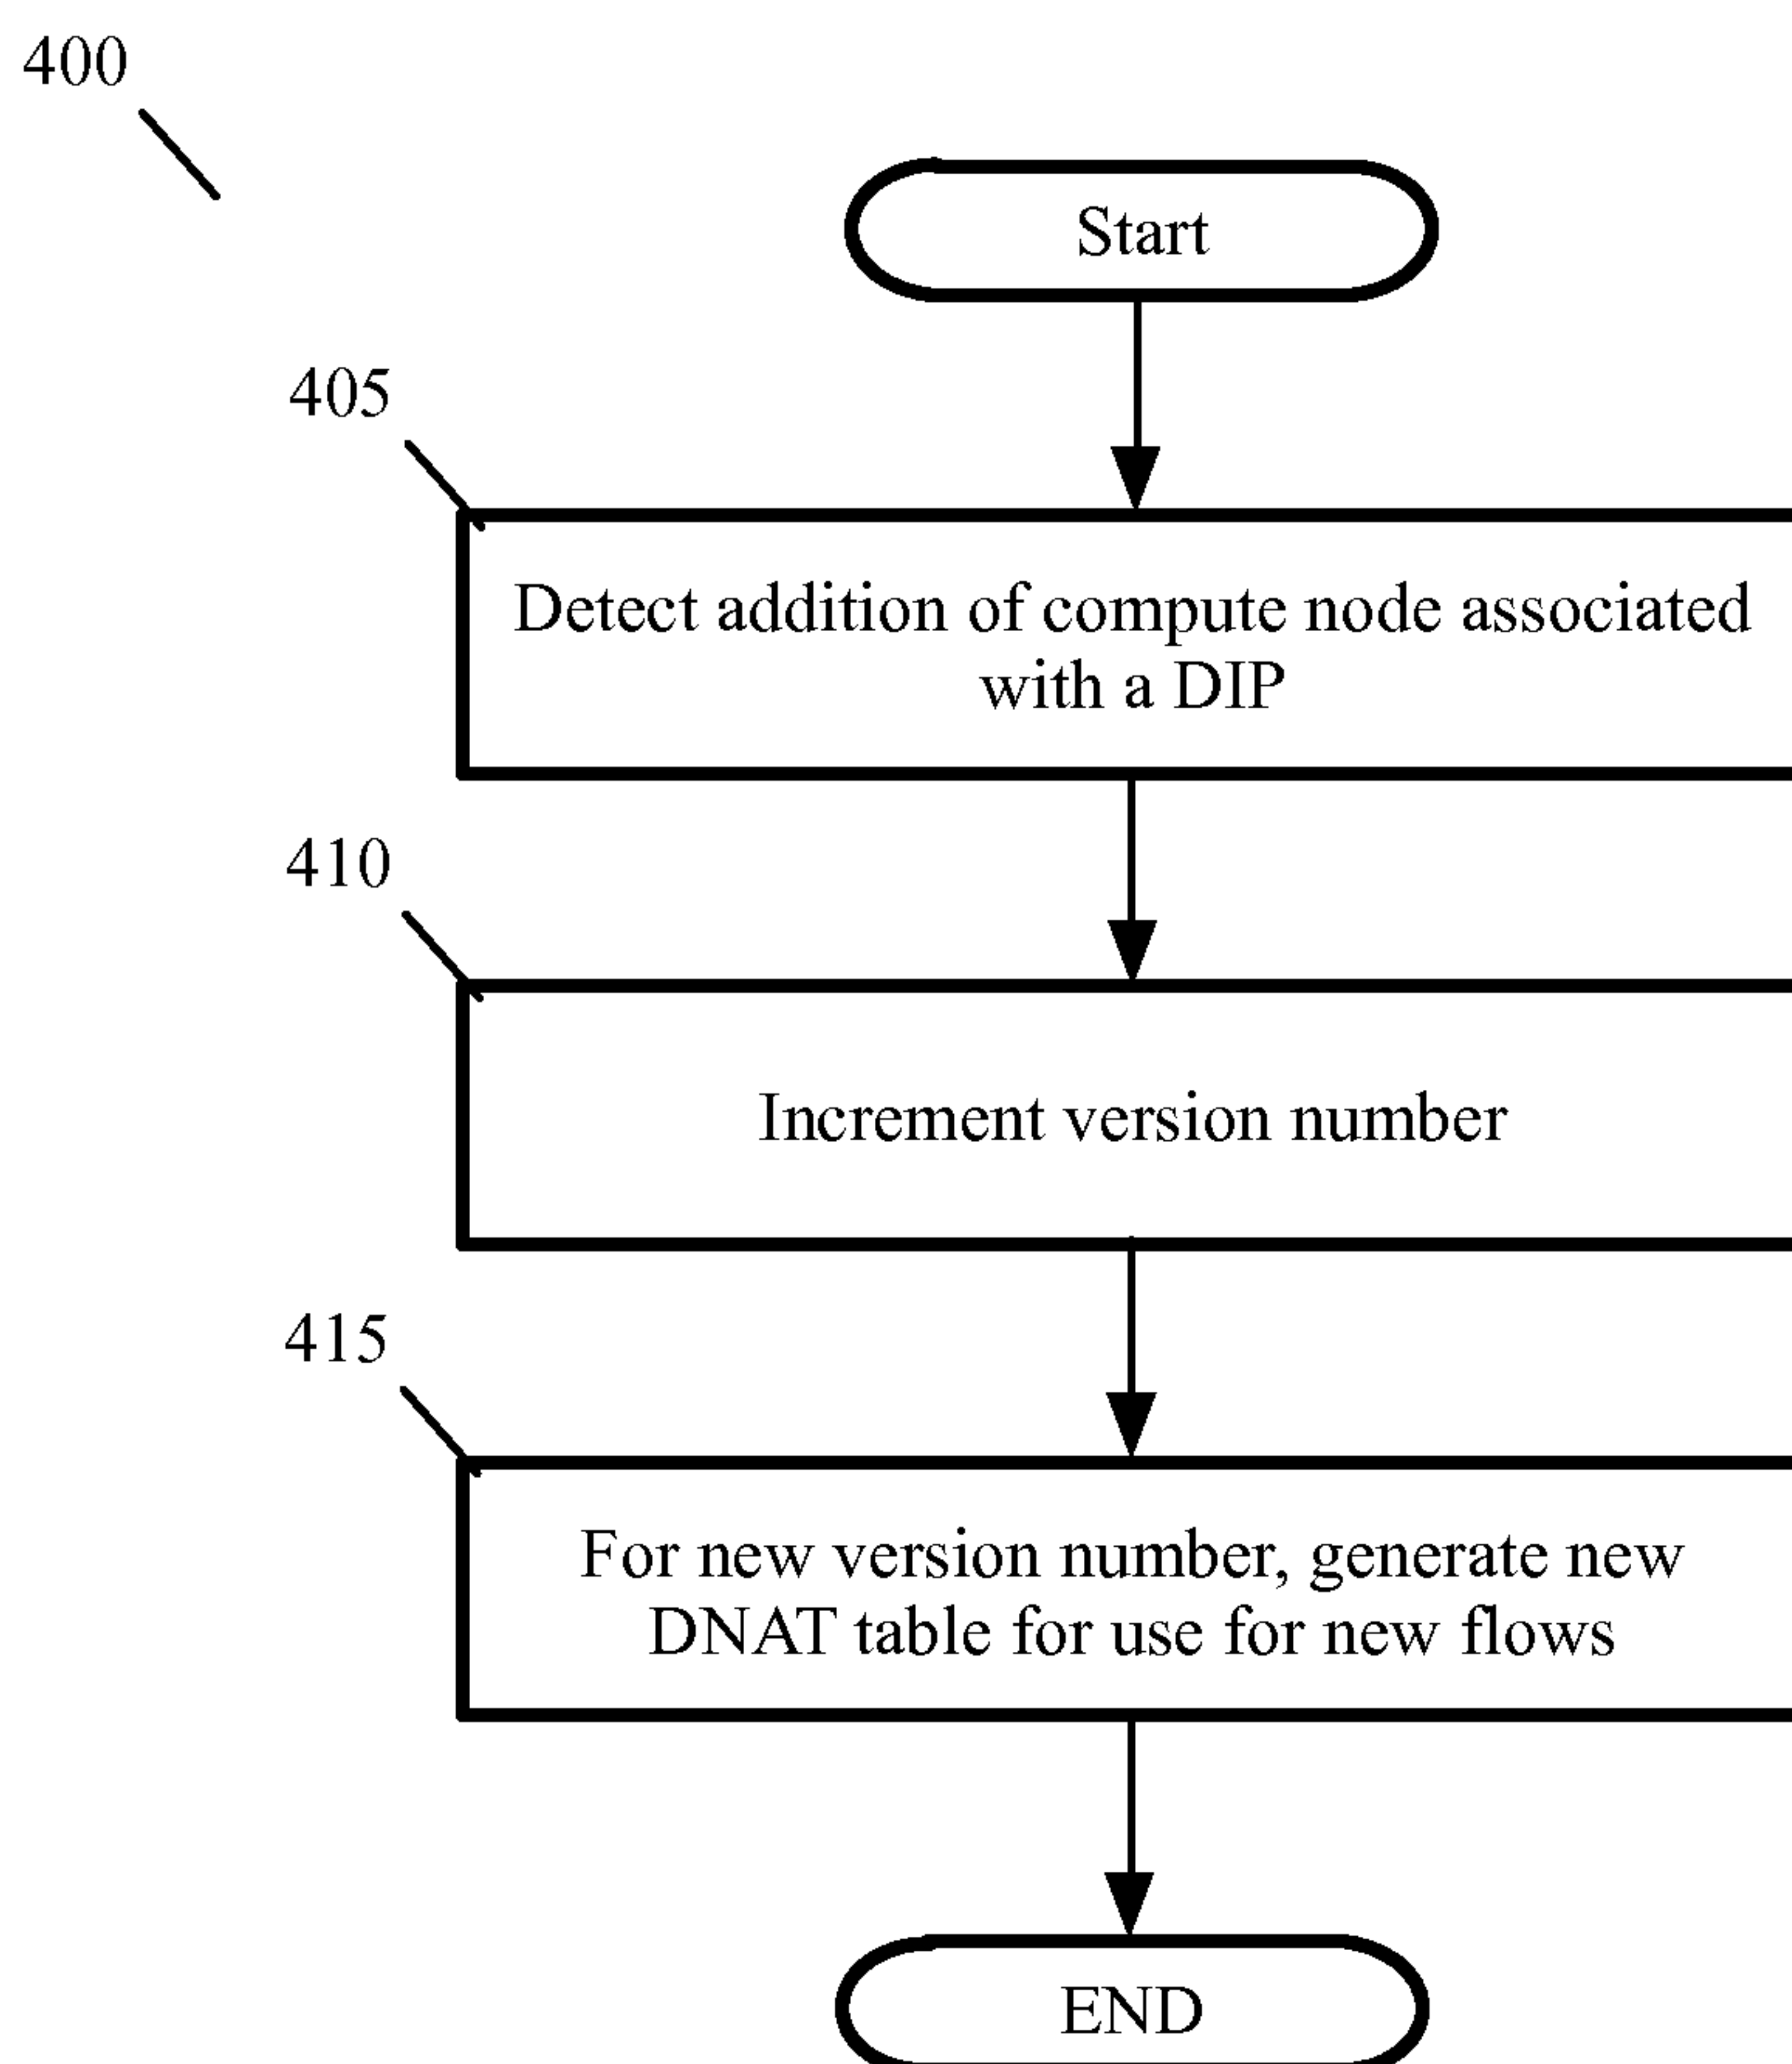 400
Start
405
Detect addition of compute node associated
with a DIP
410
Increment version number
415
For new version number, generate new
DNAT table for use for new flows
END